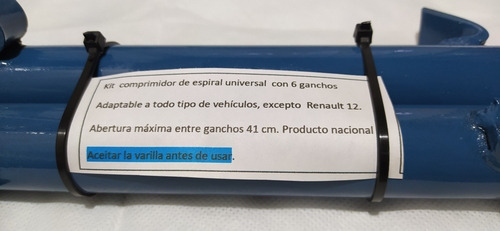 Kit comprimidor de espiral universal con 6 ganchos
Adaptable a todo tipo de vehículos, excepto Renault 12.
Abertura máxima entre ganchos 41 cm. Producto nacional
Aceitar la varilla antes de usar.